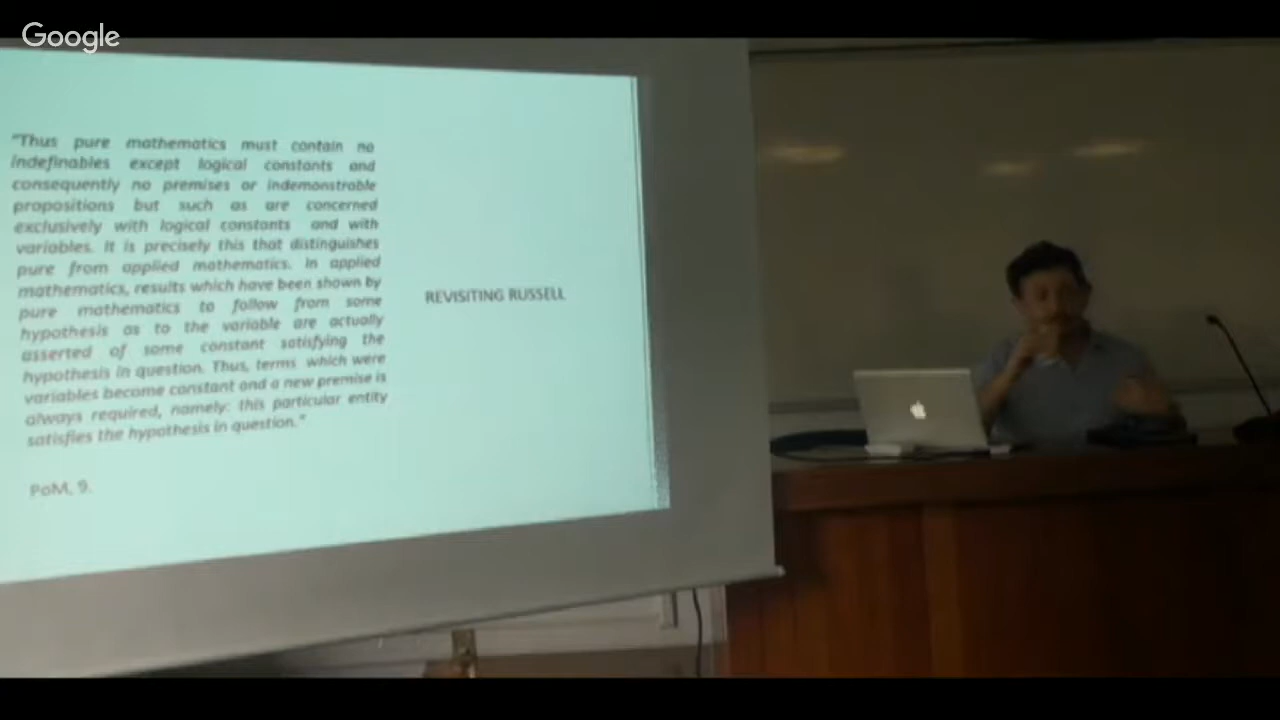 Google
"Thus pure mathematics must contain no
indefinables except logical constants and
consequently no premises or indemonstrable
propositions but such as are concerned
exclusively with logical constants and with
variables. It is precisely this that distinguishes
pure from applied mathematics. In applied
mathematics, results which have been shown by
pure mathematics to follow from some
hypothesis as to the variable are actually
asserted of some constant satisfying the
hypothesis in question. Thus, terms which were
variables become constant and a new premise is
always required, namely: this particular entity
satisfies the hypothesis in question."
PoM, 9.
REVISITING RUSSELL